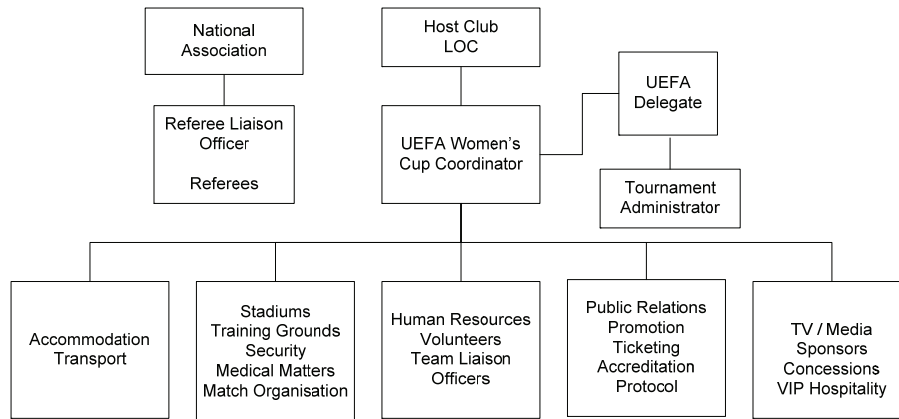 National
Association
Host Club
LOC
UEFA
Delegate
Referee Liaison
Officer
Referees
UEFA Women's
Cup Coordinator
Tournament
Administrator
Accommodation
Transport
Stadiums
Training Grounds
Security
Medical Matters
Match Organisation
Human Resources
Volunteers
Team Liaison
Officers
Public Relations
Promotion
Ticketing
Accreditation
Protocol
TV / Media
Sponsors
Concessions
VIP Hospitality